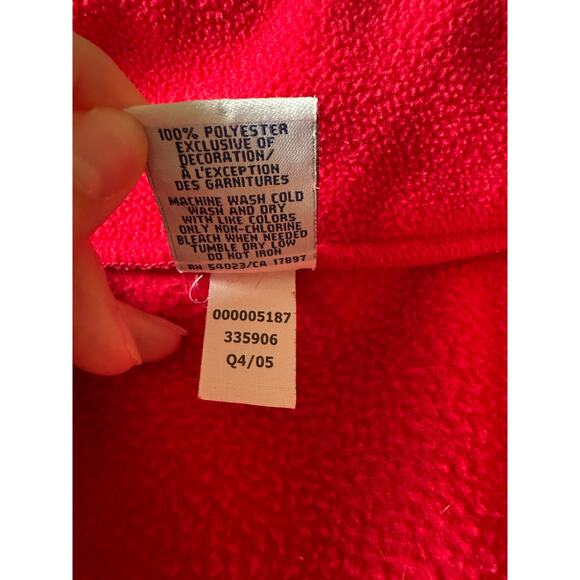 100% POLYESTER
EXCLUSIVE OF
DECORATION/
À L'EXCEPTION
DES GARNITURES
MACHINE WASH COLD
WASH AND DRY
WITH LIKE COLORS
ONLY NON-CHLORINE
BLEACH WHEN NEEDED
TUMBLE DRY LOW
DO NOT IRON
RN 54023/CA 17897
000005187
335906
Q4/05